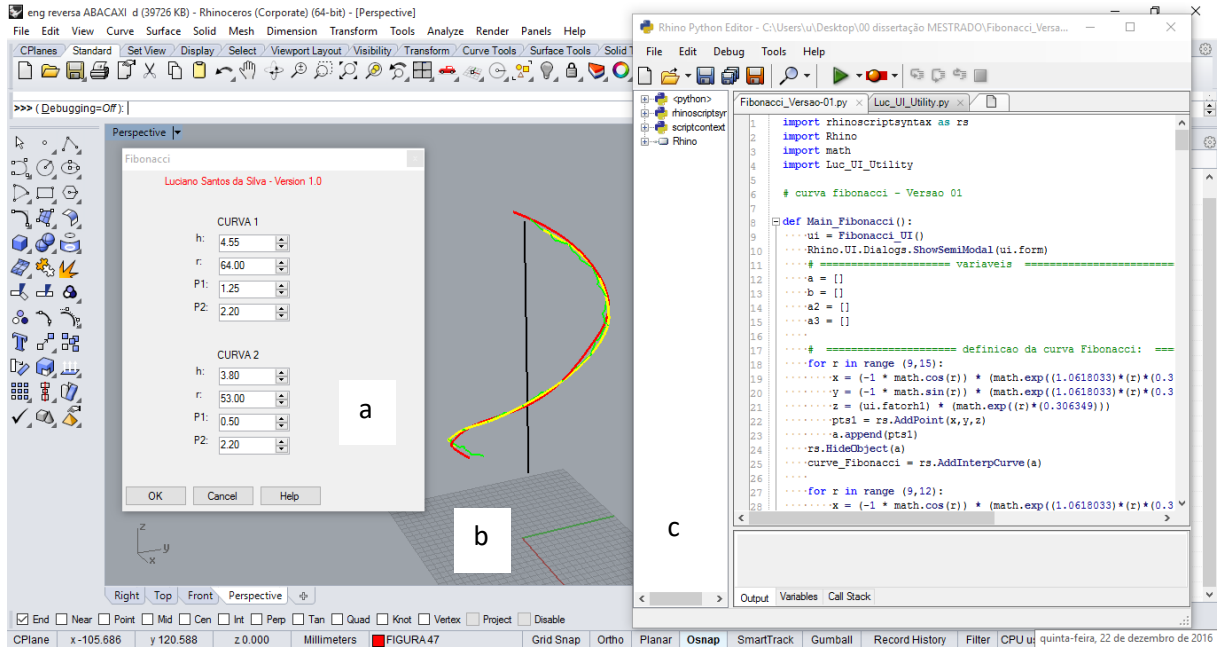 eng reversa ABACAXI d (39726 KB) - Rhinoceros (Corporate) (64-bit) - [Perspective]
File Edit View Curve Surface Solid Mesh Dimension Transform Tools Analyze Render Panels Help
CPlanes Standard Set View Display Select Viewport Layout Visibility Transform Curve Tools Surface Tools Solid T
>>> (Debugging=Off):
Perspective
Fibonacci
Luciano Santos da Silva - Version 1.0
CURVA 1
h: 4.55
r: 64.00
P1: 1.25
P2: 2.20
CURVA 2
h: 3.80
r: 53.00
P1: 0.50
P2: 2.20
OK Cancel Help
a
b
z
y
x
Right Top Front Perspective
End Near Point Mid Cen Int Perp Tan Quad Knot Vertex Project Disable
CPlane x -105.686 y 120.588 z 0.000 Millimeters FIGURA 47 Grid Snap Ortho Planar Osnap SmartTrack Gumball Record History Filter CPU u
quinta-feira, 22 de dezembro de 2016
Rhino Python Editor - C:\Users\u\Desktop\00 dissertação MESTRADO\Fibonacci_Versa...
File Edit Debug Tools Help
<python>
rhinoscriptsyr
scriptcontext
Rhino
c
Fibonacci_Versao-01.py Luc_UI_Utility.py
1 import rhinoscriptsyntax as rs
2 import Rhino
3 import math
4 import Luc_UI_Utility
5
6 # curva fibonacci - Versao 01
7
8 def Main_Fibonacci():
9 ····ui = Fibonacci_UI()
10 ····Rhino.UI.Dialogs.ShowSemiModal(ui.form)
11 ····# ===================== variaveis =========================
12 ····a = []
13 ····b = []
14 ····a2 = []
15 ····a3 = []
16 ····
17 ····# ===================== definicao da curva Fibonacci: ===
18 ····for r in range (9,15):
19 ········x = (-1 * math.cos(r)) * (math.exp((1.0618033)*(r)*(0.3
20 ········y = (-1 * math.sin(r)) * (math.exp((1.0618033)*(r)*(0.3
21 ········z = (ui.fatorh1) * (math.exp((r)*(0.306349)))
22 ········pts1 = rs.AddPoint(x,y,z)
23 ········a.append(pts1)
24 ····rs.HideObject(a)
25 ····curve_Fibonacci = rs.AddInterpCurve(a)
26 ····
27 ····for r in range (9,12):
28 ········x = (-1 * math.cos(r)) * (math.exp((1.0618033)*(r)*(0.3
Output Variables Call Stack